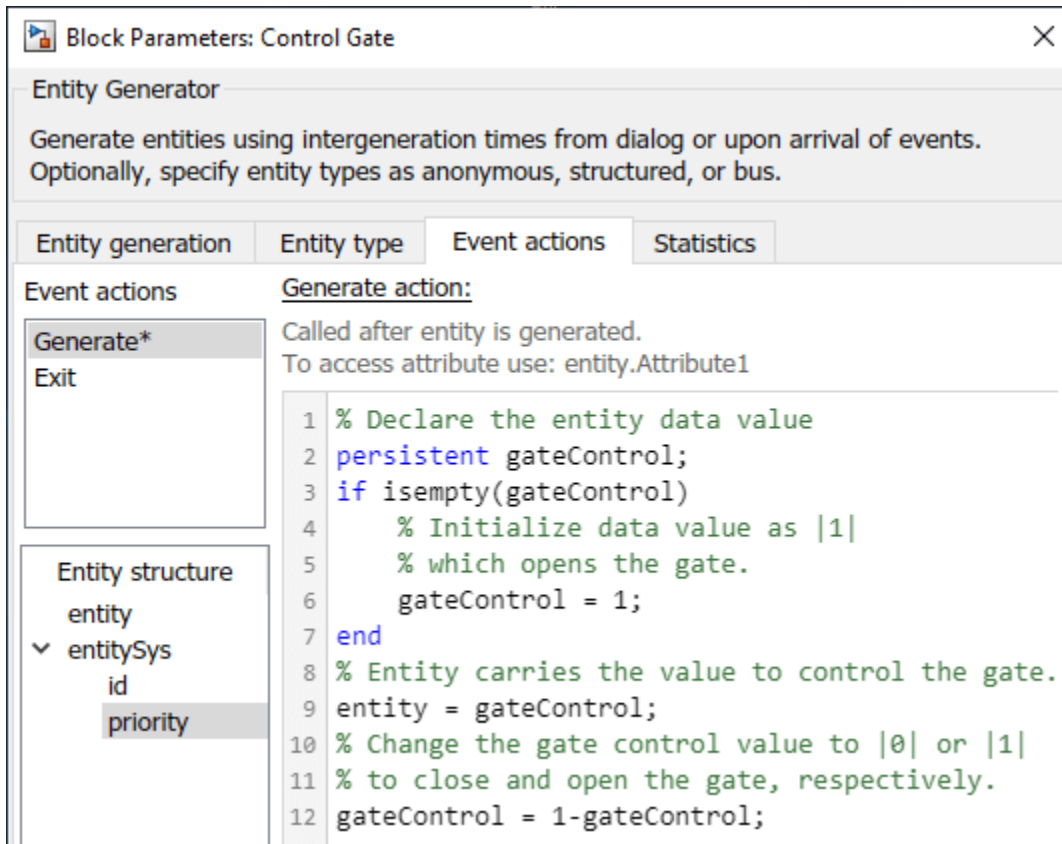 Block Parameters: Control Gate
Entity Generator
Generate entities using intergeneration times from dialog or upon arrival of events.
Optionally, specify entity types as anonymous, structured, or bus.
Entity generation Entity type Event actions Statistics
Event actions
Generate*
Exit
Entity structure
entity
entitySys
id
priority
Generate action:
Called after entity is generated.
To access attribute use: entity.Attribute1
1 % Declare the entity data value
2 persistent gateControl;
3 if isempty(gateControl)
4 % Initialize data value as |1|
5 % which opens the gate.
6 gateControl = 1;
7 end
8 % Entity carries the value to control the gate.
9 entity = gateControl;
10 % Change the gate control value to |0| or |1|
11 % to close and open the gate, respectively.
12 gateControl = 1-gateControl;